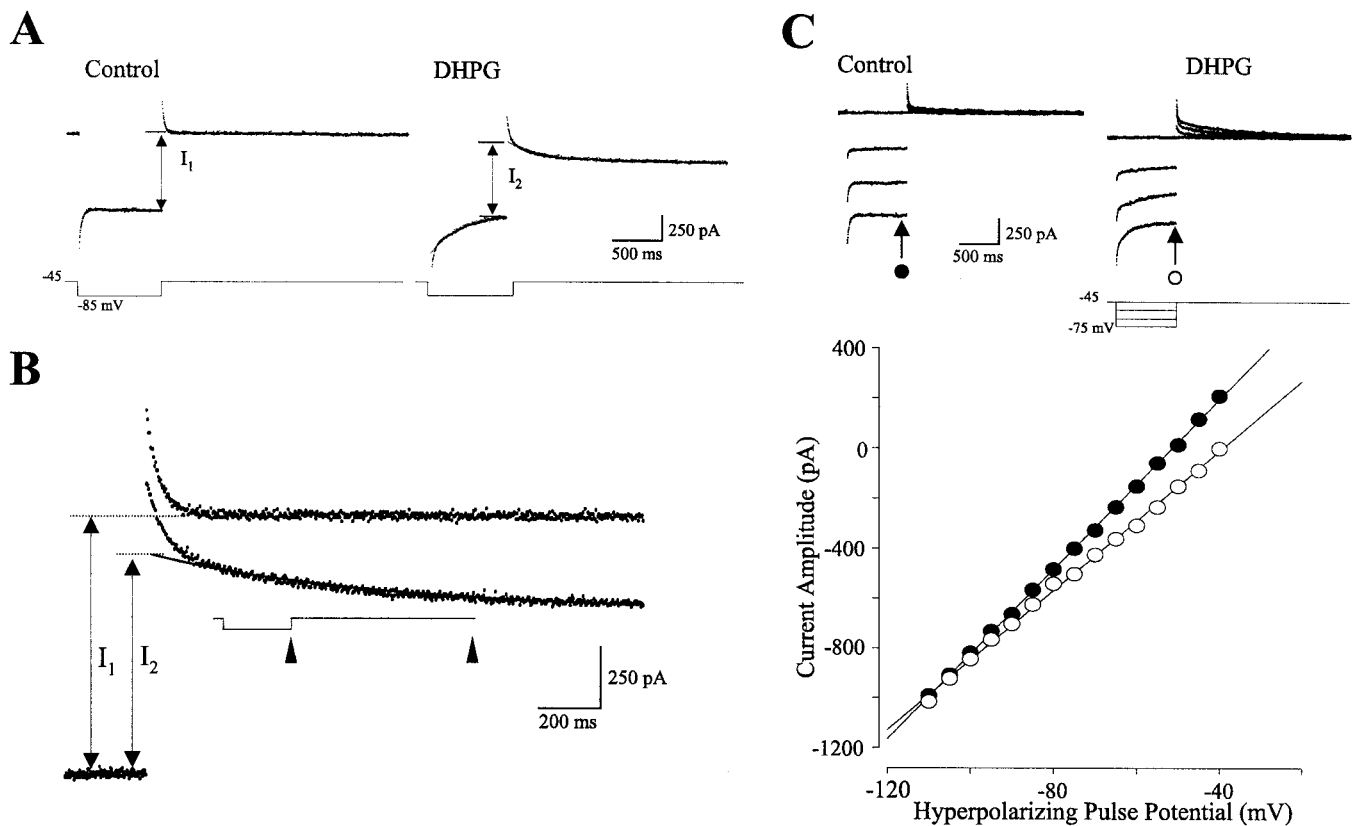 A
Control
DHPG
I1
I2
250 pA
500 ms
-45
-85 mV
B
I1
I2
250 pA
200 ms
C
Control
DHPG
250 pA
500 ms
-45
-75 mV
400
0
-400
-800
-1200
Current Amplitude (pA)
-120
-80
-40
Hyperpolarizing Pulse Potential (mV)